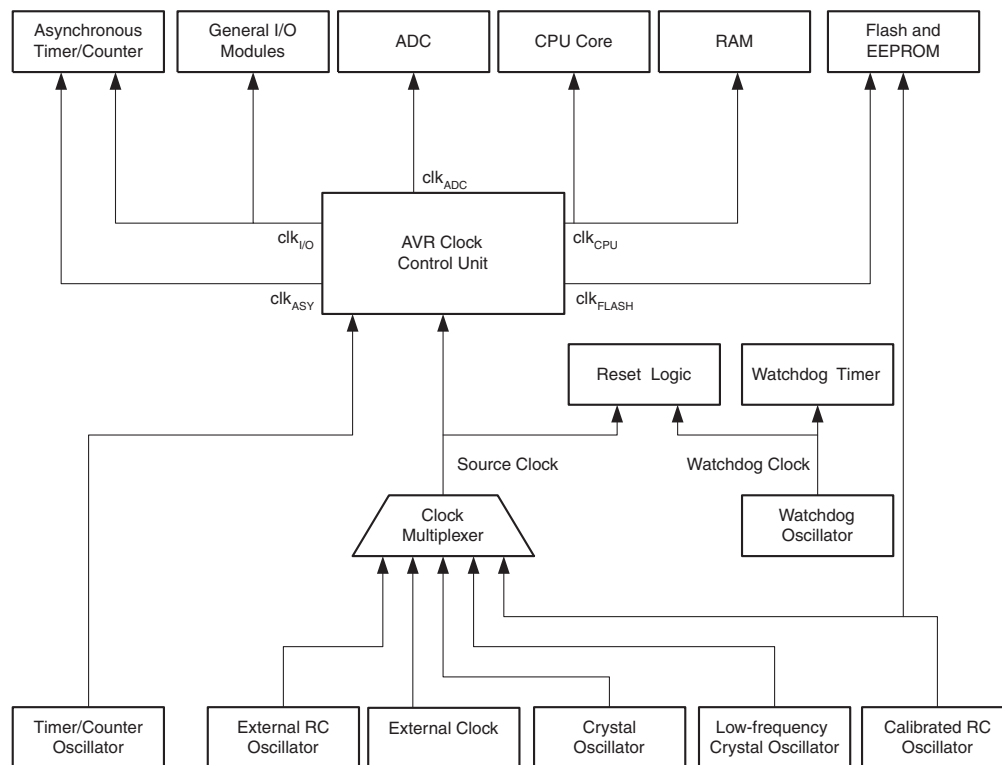 Asynchronous
Timer/Counter
General I/O
Modules
ADC
CPU Core
RAM
Flash and
EEPROM
clkADC
clkI/O
AVR Clock
Control Unit
clkCPU
clkASY
clkFLASH
Reset Logic
Watchdog Timer
Source Clock
Watchdog Clock
Clock
Multiplexer
Watchdog
Oscillator
Timer/Counter
Oscillator
External RC
Oscillator
External Clock
Crystal
Oscillator
Low-frequency
Crystal Oscillator
Calibrated RC
Oscillator